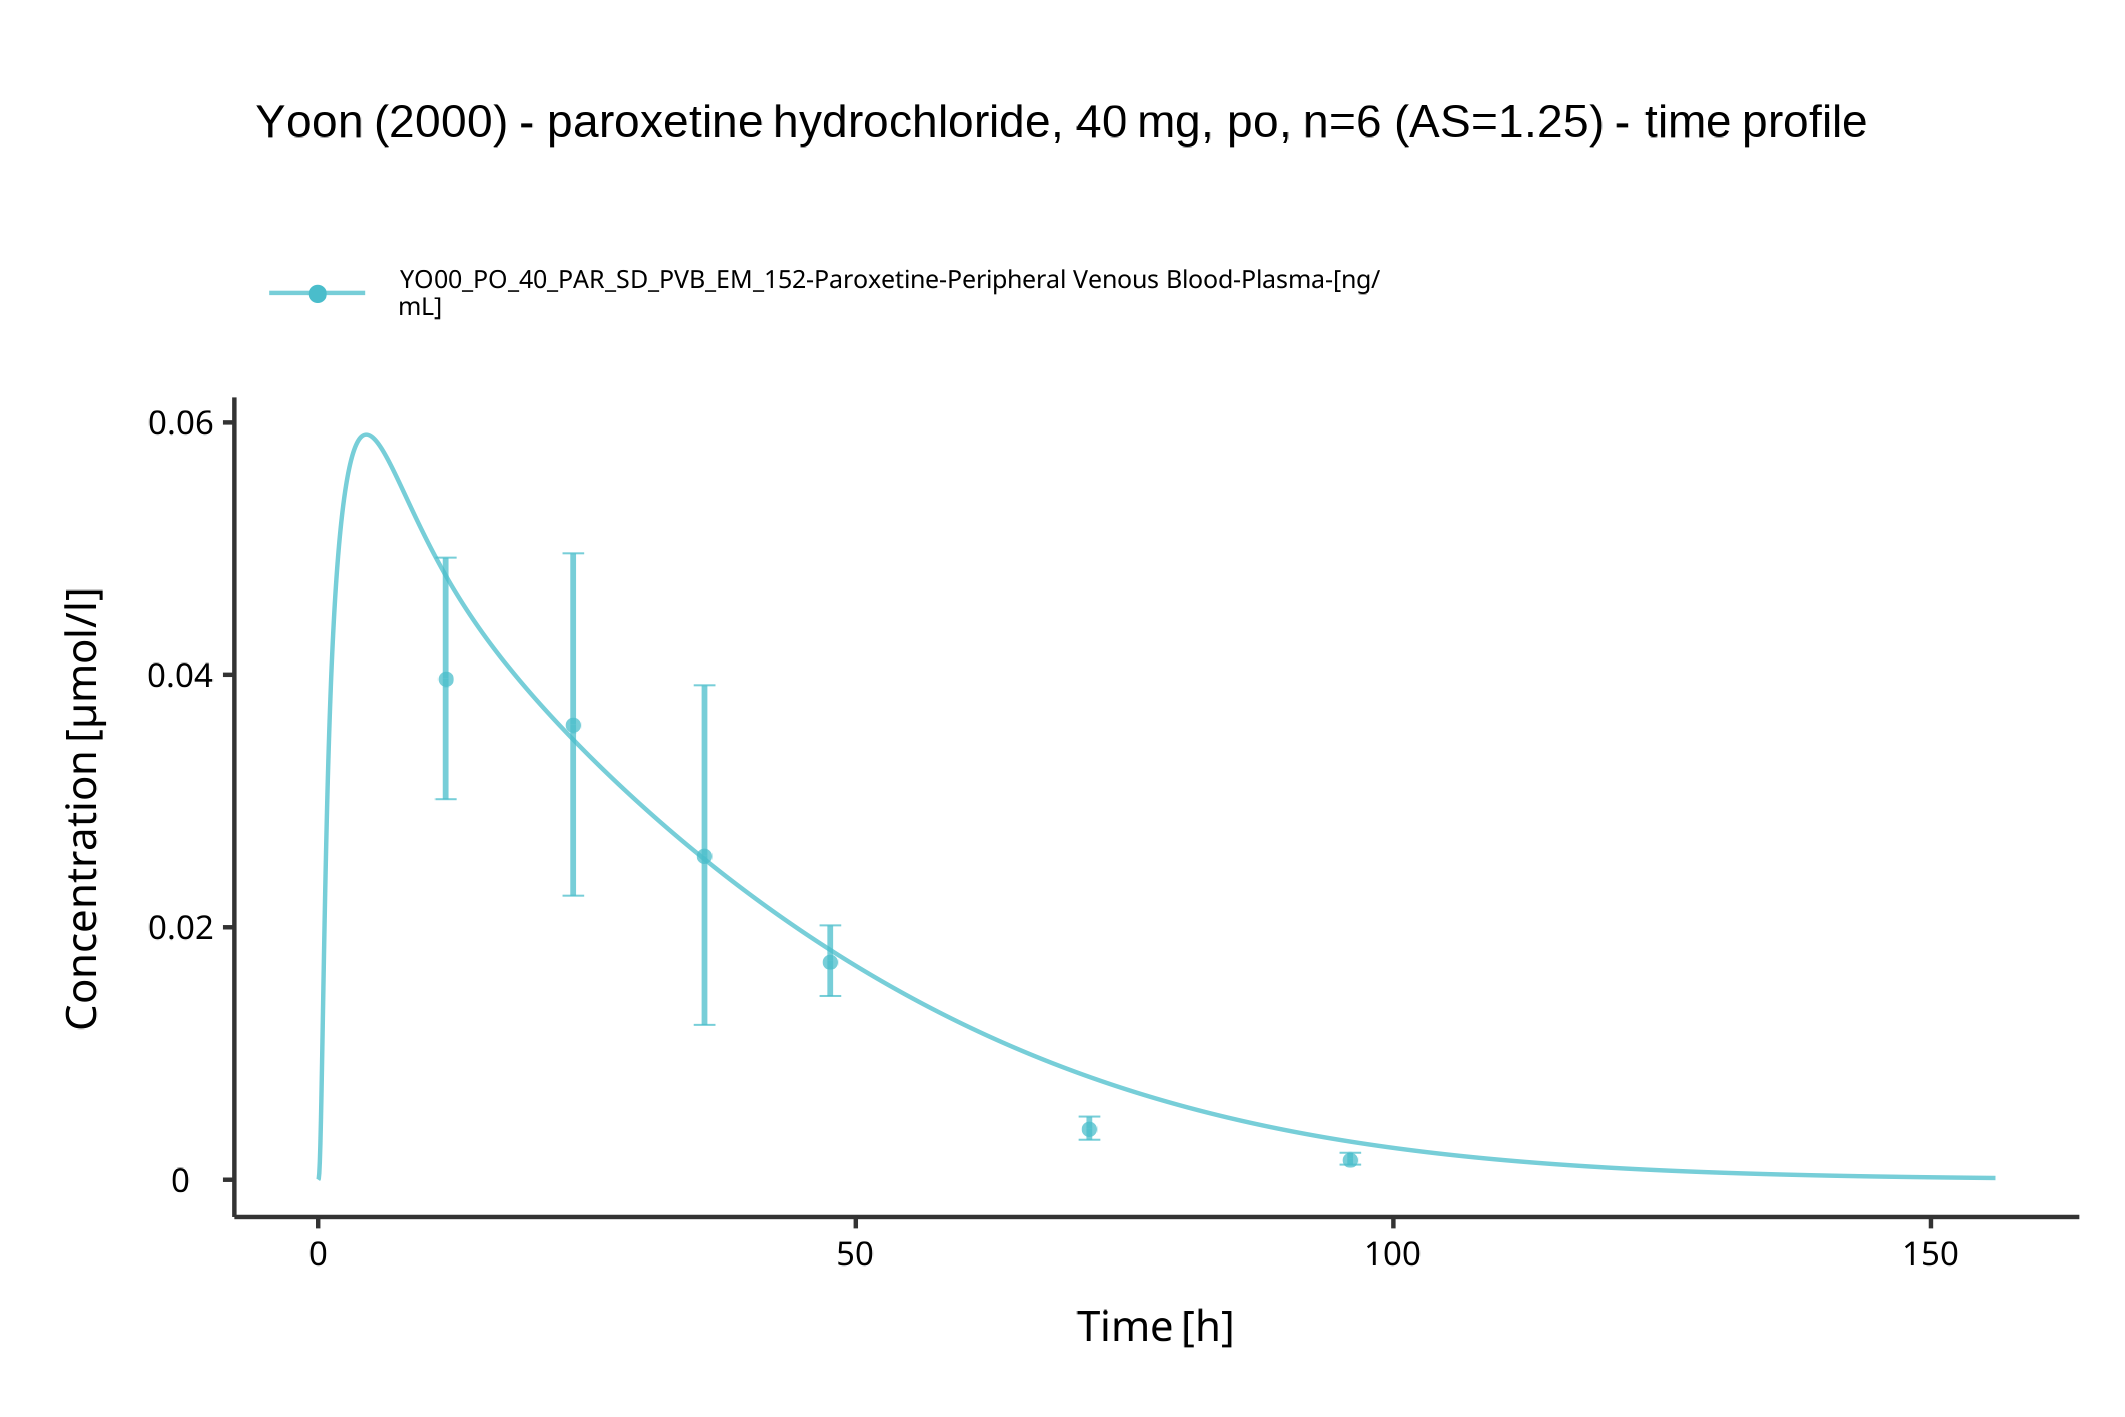 Yoon (2000) - paroxetine hydrochloride, 40 mg, po, n=6 (AS=1.25) - time profile
YO00_PO_40_PAR_SD_PVB_EM_152-Paroxetine-Peripheral Venous Blood-Plasma-[ng/
mL]
0.06
0.04
0.02
0
Concentration [µmol/l]
0 50 100 150
Time [h]